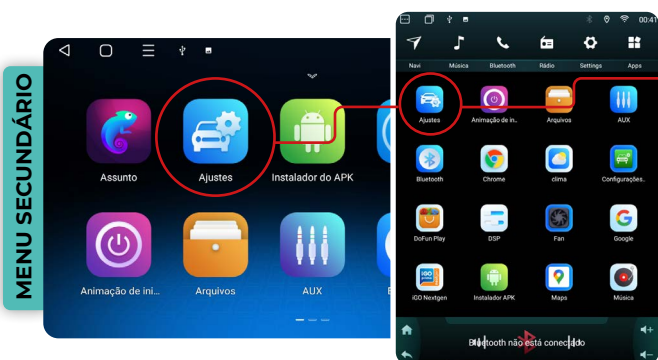 MENU SECUNDÁRIO
Assunto
Ajustes
Instalador do APK
Animação de ini...
Arquivos
AUX
00:41
Navi
Música
Bluetooth
Rádio
Settings
Apps
Ajustes
Animação de in..
Arquivos
AUX
Bluetooth
Chrome
clima
Configurações..
DoFun Play
DSP
Fan
Google
iGO Nextgen
Instalador APK
Maps
Música
Bluetooth não está conectado